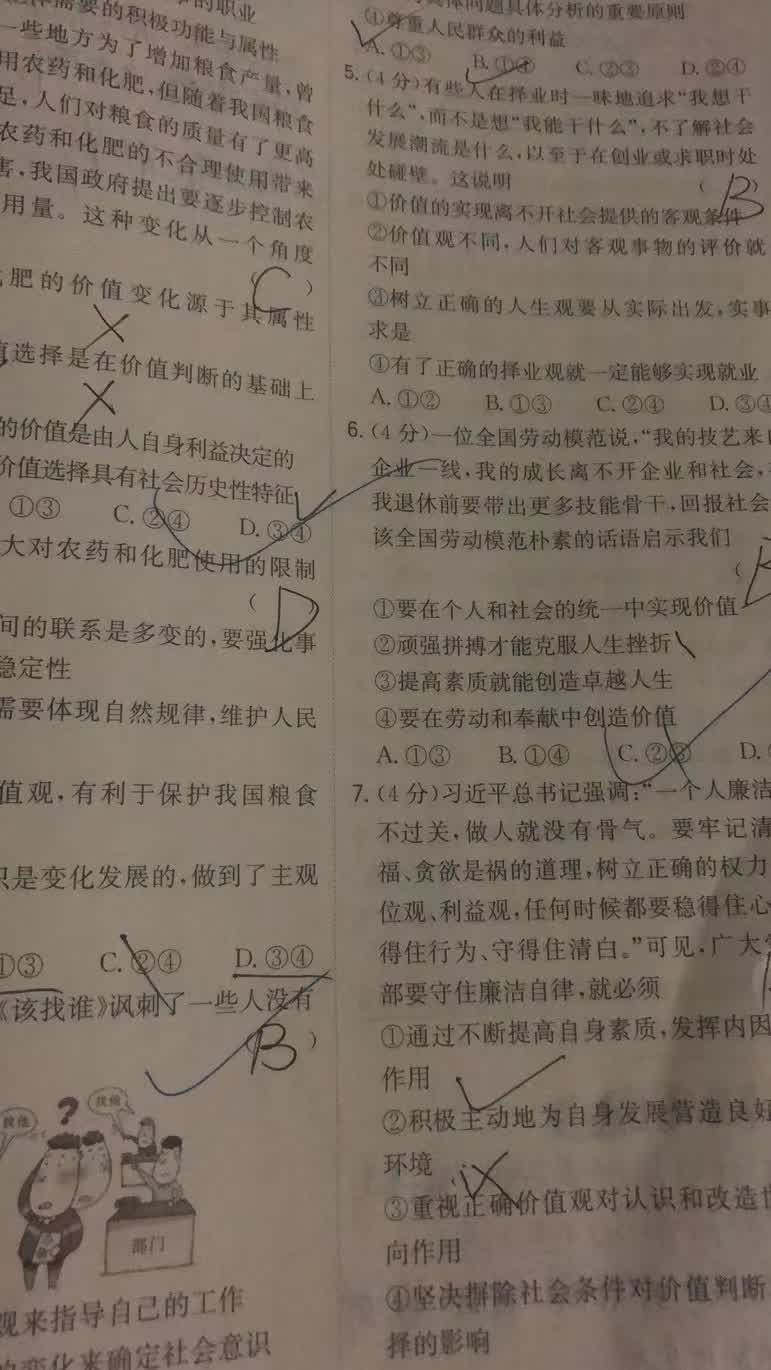 的职业
需要的积极功能与属性
一些地方为了增加粮食产量,曾
用农药和化肥,但随着我国粮食
足,人们对粮食的质量有了更高
农药和化肥的不合理使用带来
害,我国政府提出要逐步控制农
用量。这种变化从一个角度
(C)
肥的价值变化源于其属性
选择是在价值判断的基础上
的价值是由人自身利益决定的
价值选择具有社会历史性特征
①③ C.②④ D.③④
大对农药和化肥使用的限制
(D
间的联系是多变的,要强化事
稳定性
需要体现自然规律,维护人民
值观,有利于保护我国粮食
是变化发展的,做到了主观
①③ C.②④ D.③④
《该找谁》讽刺了一些人没有
B)
我他
?
我俩
部门
观来指导自己的工作
变化来确定社会意识
具体问题具体分析的重要原则
④尊重人民群众的利益
A.①③ B.①④ C.②③ D.②④
5.(4分)有些人在择业时一味地追求“我想干
什么”,而不是想“我能干什么”,不了解社会
发展潮流是什么,以至于在创业或求职时处
处碰壁。这说明 (B)
①价值的实现离不开社会提供的客观条件
②价值观不同,人们对客观事物的评价就
不同
③树立正确的人生观要从实际出发,实事
求是
④有了正确的择业观就一定能够实现就业
A.①② B.①③ C.②④ D.③④
6.(4分)一位全国劳动模范说,“我的技艺来
企业一线,我的成长离不开企业和社会,
我退休前要带出更多技能骨干,回报社会
该全国劳动模范朴素的话语启示我们
(
①要在个人和社会的统一中实现价值
②顽强拼搏才能克服人生挫折
③提高素质就能创造卓越人生
④要在劳动和奉献中创造价值
A.①③ B.①④ C.②③ D.
7.(4分)习近平总书记强调:“一个人廉洁
不过关,做人就没有骨气。要牢记清
福、贪欲是祸的道理,树立正确的权力
位观、利益观,任何时候都要稳得住心
得住行为、守得住清白。”可见,广大
部要守住廉洁自律,就必须
①通过不断提高自身素质,发挥内因
作用
②积极主动地为自身发展营造良好
环境
③重视正确价值观对认识和改造
向作用
④坚决摒除社会条件对价值判断
择的影响